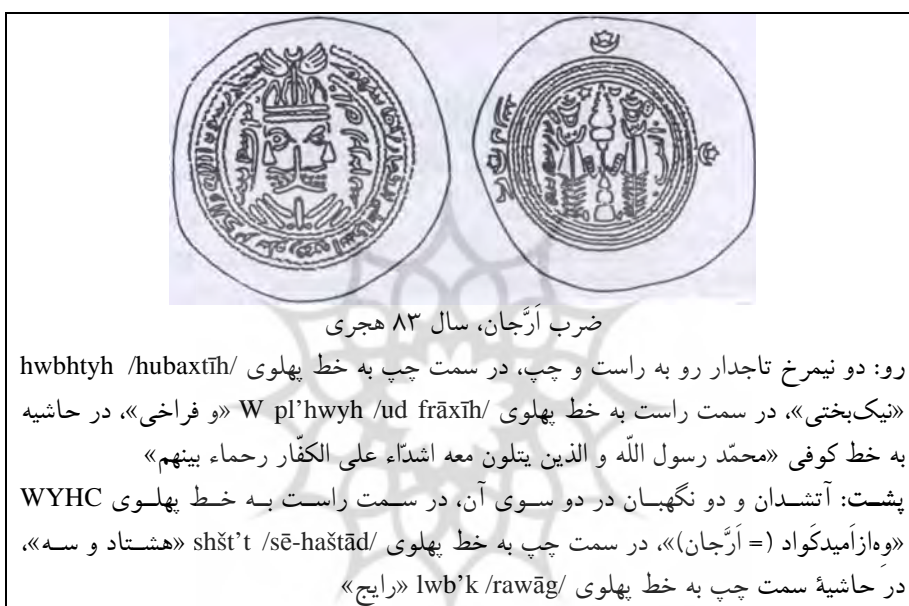 ضرب اَرَّجان، سال ۸۳ هجری
رو: دو نیمرخ تاجدار رو به راست و چپ، در سمت چپ به خط پهلوی hwbhtyh /hubaxtīh/
«نیک‌بختی»، در سمت راست به خط پهلوی W pl'hwyh /ud frāxīh/ «و فراخی»، در حاشیه
به خط کوفی «محمّد رسول اللّه و الذین یتلون معه اشدّاء علی الکفّار رحماء بینهم»
پشت: آتشدان و دو نگهبان در دو سوی آن، در سمت راست به خط پهلوی WYHC
«وِه‌ازاَمیدکَواد (= اَرَّجان)»، در سمت چپ به خط پهلوی shšt't /sē-haštād/ «هشتاد و سه»،
در حاشیهٔ سمت چپ به خط پهلوی lwb'k /rawāg/ «رایج»